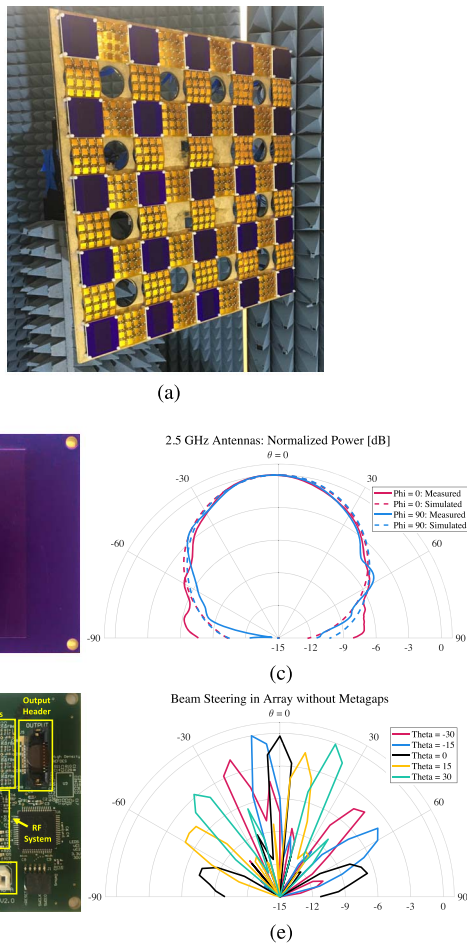 (a)
2.5 GHz Antennas: Normalized Power [dB]
θ = 0
-30
30
-60
60
-90
-15
-12
-9
-6
-3
0
Phi = 0: Measured
Phi = 0: Simulated
Phi = 90: Measured
Phi = 90: Simulated
(c)
Output
Header
OUTPUT
RF
System
V2.0
Beam Steering in Array without Metagaps
θ = 0
-30
30
-60
60
-90
-15
-12
-9
-6
-3
0
Theta = -30
Theta = -15
Theta = 0
Theta = 15
Theta = 30
(e)